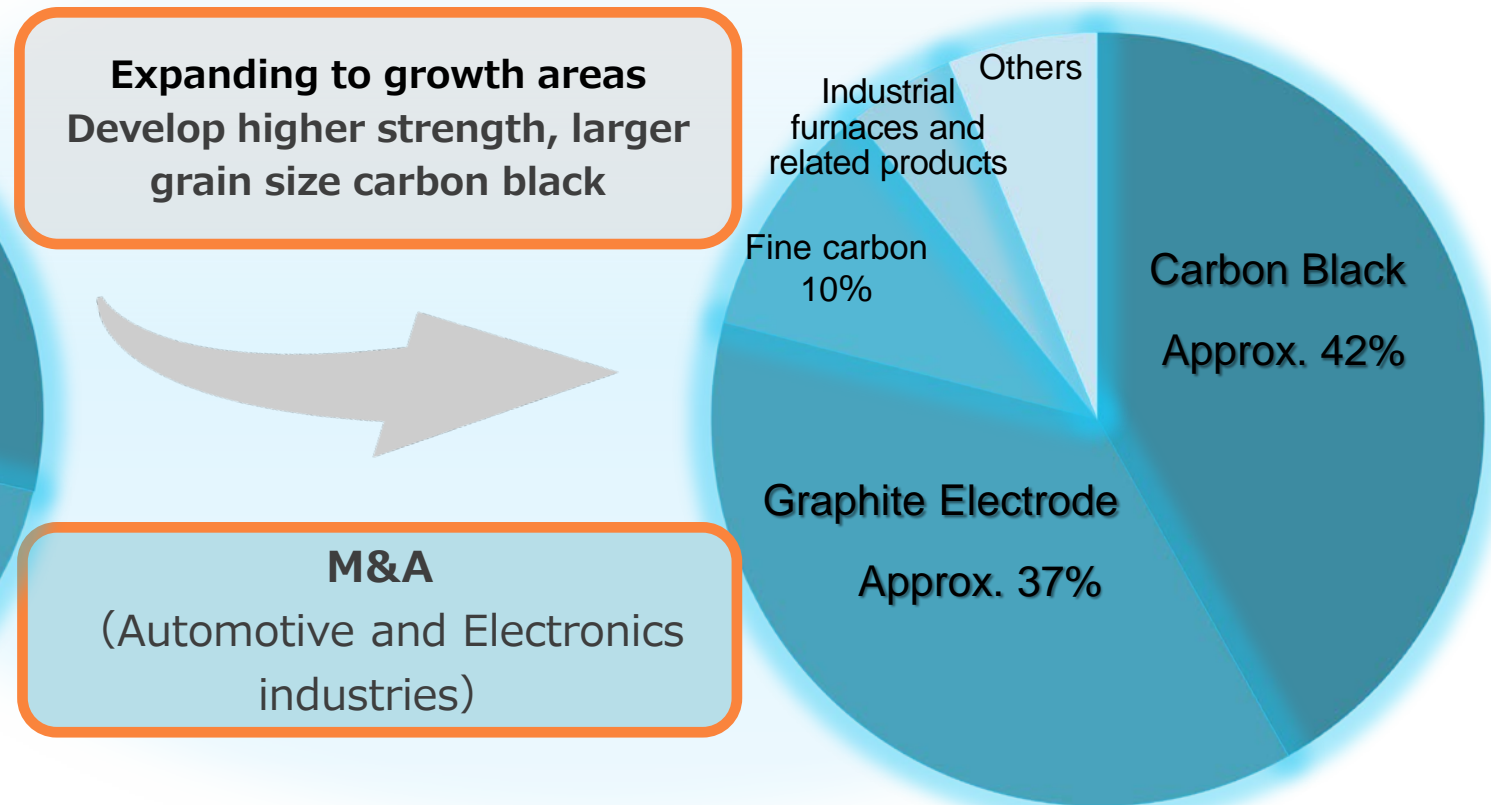 Expanding to growth areas
Develop higher strength, larger
grain size carbon black
M&A
（Automotive and Electronics
industries）
Others
Industrial
furnaces and
related products
Fine carbon
10%
Carbon Black
Approx. 42%
Graphite Electrode
Approx. 37%